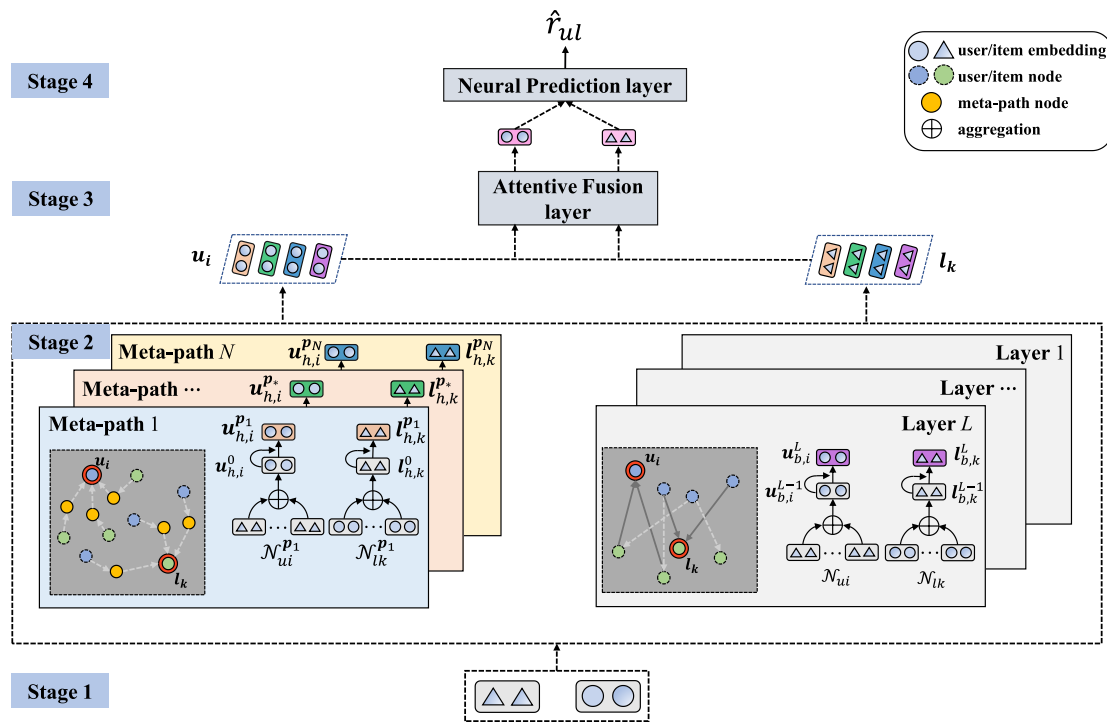 r̂_{ul}
Stage 4
Neural Prediction layer
user/item embedding
user/item node
meta-path node
aggregation
Stage 3
Attentive Fusion
layer
u_i
l_k
Stage 2
Meta-path N
u_{h,i}^{p_N}
l_{h,k}^{p_N}
Meta-path ⋯
u_{h,i}^{p_*}
l_{h,k}^{p_*}
Meta-path 1
u_{h,i}^{p_1}
l_{h,k}^{p_1}
u_{h,i}^{0}
l_{h,k}^{0}
u_i
l_k
⋯
⋯
𝒩_{ui}^{p_1}
𝒩_{lk}^{p_1}
Layer 1
Layer ⋯
Layer L
u_{b,i}^{L}
l_{b,k}^{L}
u_{b,i}^{L-1}
l_{b,k}^{L-1}
u_i
l_k
⋯
⋯
𝒩_{ui}
𝒩_{lk}
Stage 1